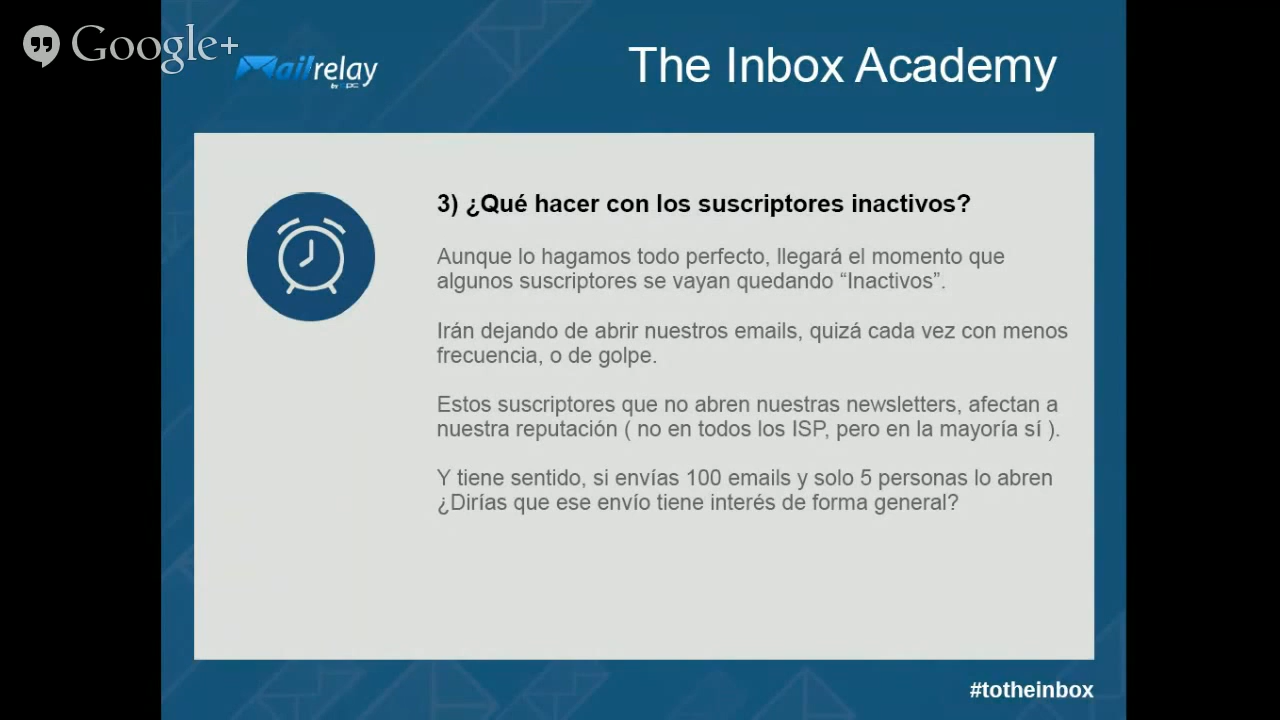 Google+
Mailrelay
The Inbox Academy
3) ¿Qué hacer con los suscriptores inactivos?
Aunque lo hagamos todo perfecto, llegará el momento que
algunos suscriptores se vayan quedando “Inactivos”.
Irán dejando de abrir nuestros emails, quizá cada vez con menos
frecuencia, o de golpe.
Estos suscriptores que no abren nuestras newsletters, afectan a
nuestra reputación ( no en todos los ISP, pero en la mayoría sí ).
Y tiene sentido, si envías 100 emails y solo 5 personas lo abren
¿Dirías que ese envío tiene interés de forma general?
#totheinbox